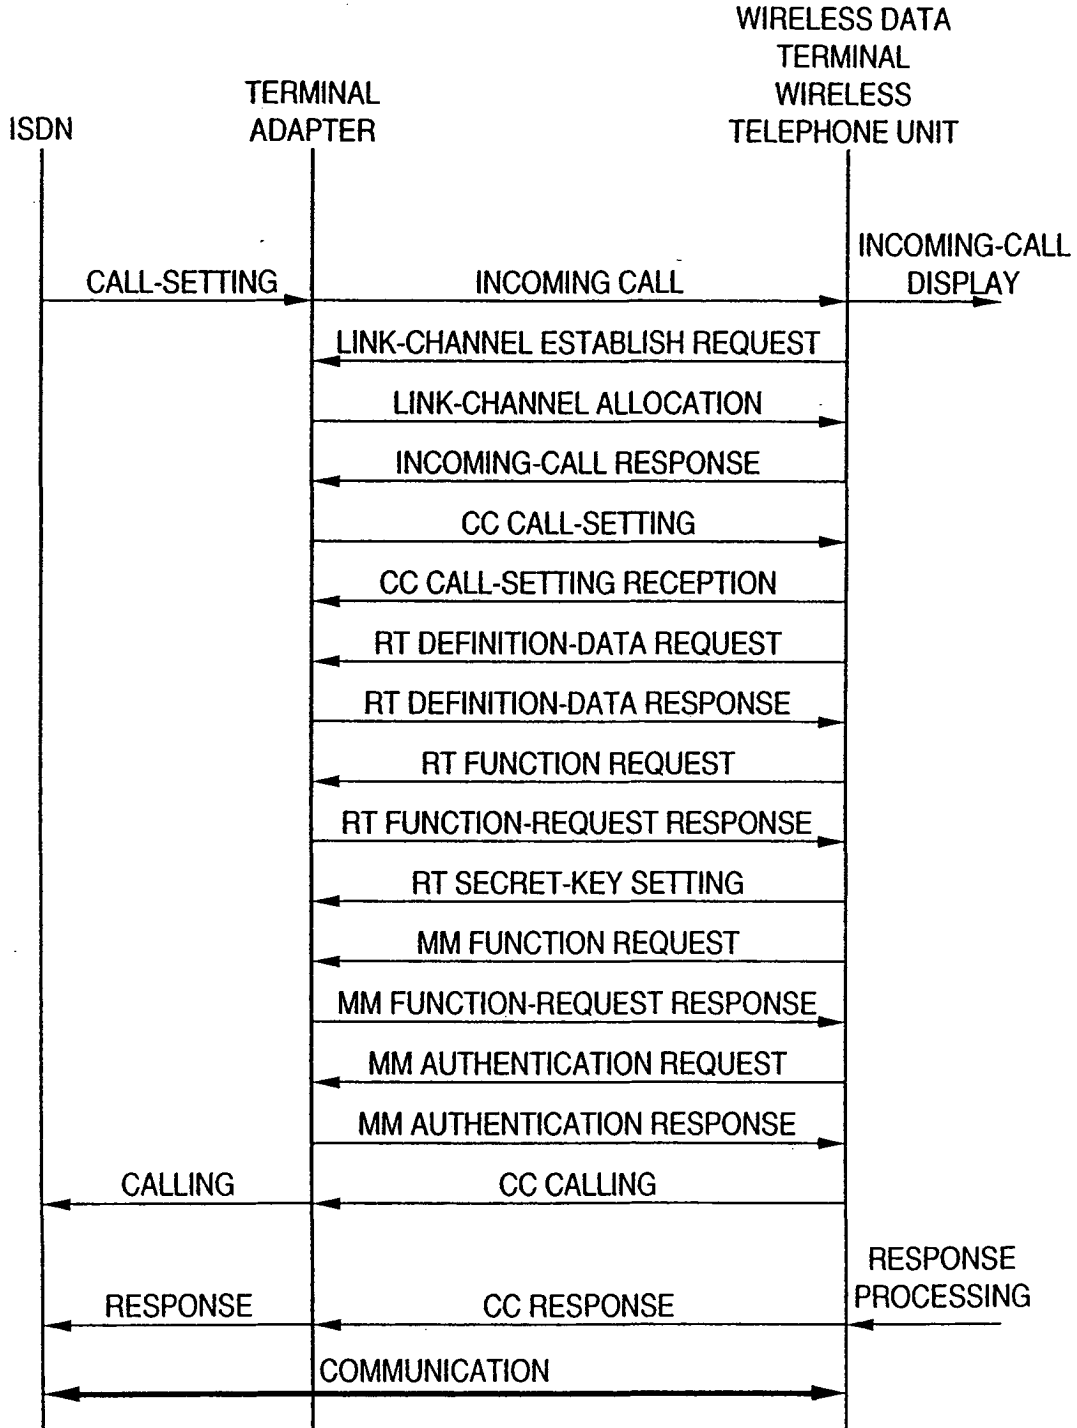 WIRELESS DATA
TERMINAL
WIRELESS
TELEPHONE UNIT
TERMINAL
ADAPTER
ISDN
INCOMING-CALL
DISPLAY
CALL-SETTING
INCOMING CALL
LINK-CHANNEL ESTABLISH REQUEST
LINK-CHANNEL ALLOCATION
INCOMING-CALL RESPONSE
CC CALL-SETTING
CC CALL-SETTING RECEPTION
RT DEFINITION-DATA REQUEST
RT DEFINITION-DATA RESPONSE
RT FUNCTION REQUEST
RT FUNCTION-REQUEST RESPONSE
RT SECRET-KEY SETTING
MM FUNCTION REQUEST
MM FUNCTION-REQUEST RESPONSE
MM AUTHENTICATION REQUEST
MM AUTHENTICATION RESPONSE
CALLING
CC CALLING
RESPONSE
PROCESSING
RESPONSE
CC RESPONSE
COMMUNICATION